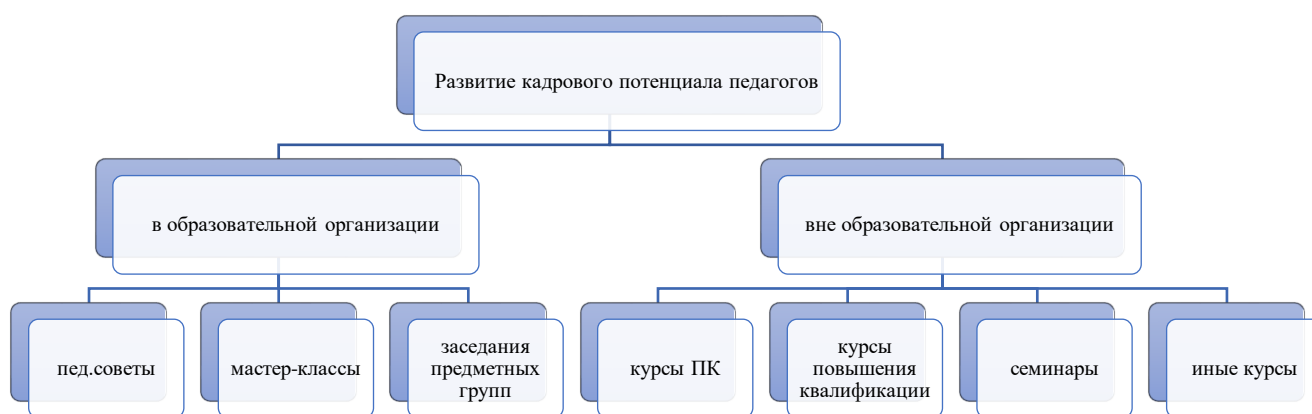 Развитие кадрового потенциала педагогов
в образовательной организации
вне образовательной организации
пед.советы
мастер-классы
заседания
предметных
групп
курсы ПК
курсы
повышения
квалификации
семинары
иные курсы